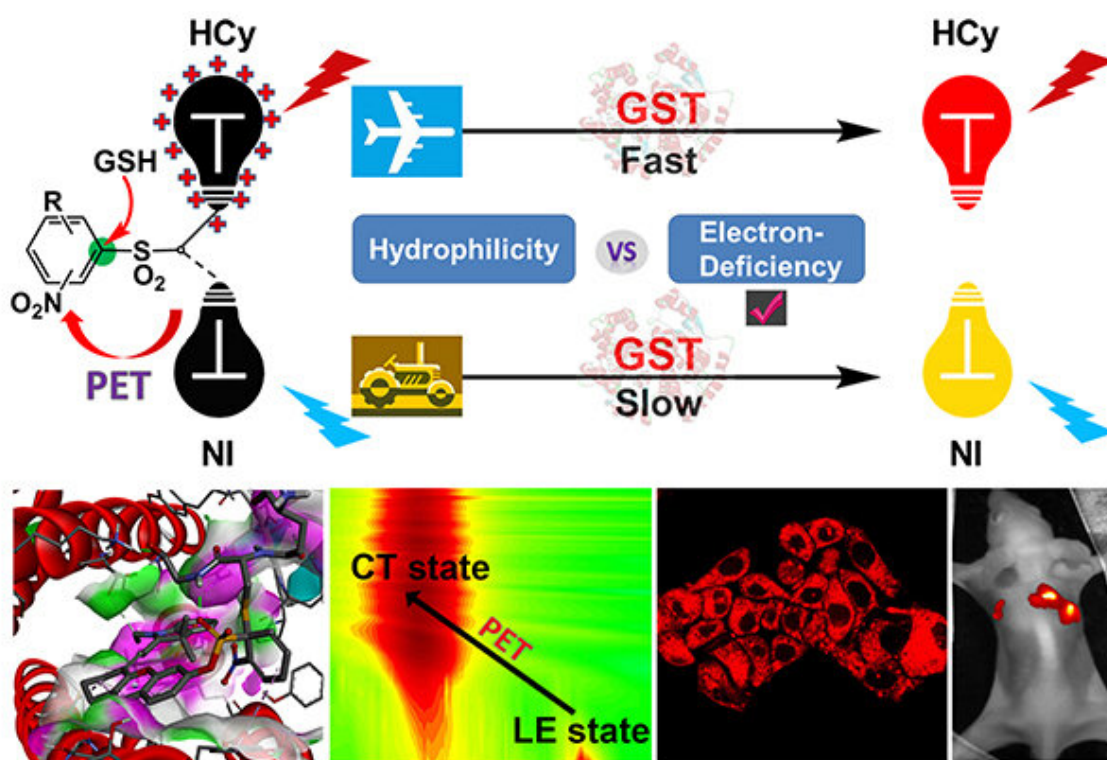 HCy
HCy
GSH
R
S
O2
O2N
PET
NI
GST
Fast
Hydrophilicity
VS
Electron-
Deficiency
GST
Slow
NI
CT state
PET
LE state